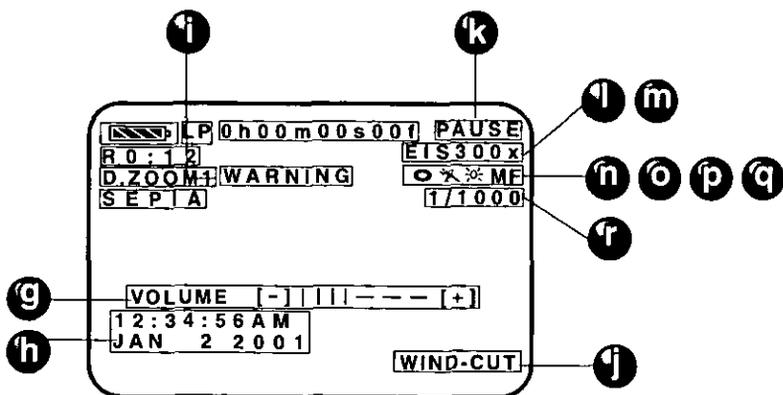 i k
l m
LP 0h00m00s00f PAUSE
R0:12 EIS300x
D.ZOOM1 WARNING MF
n o p q
SEPIA 1/1000
r
g VOLUME [-]||||---[+]
12:34:56AM
h JAN 2 2001
WIND-CUT j